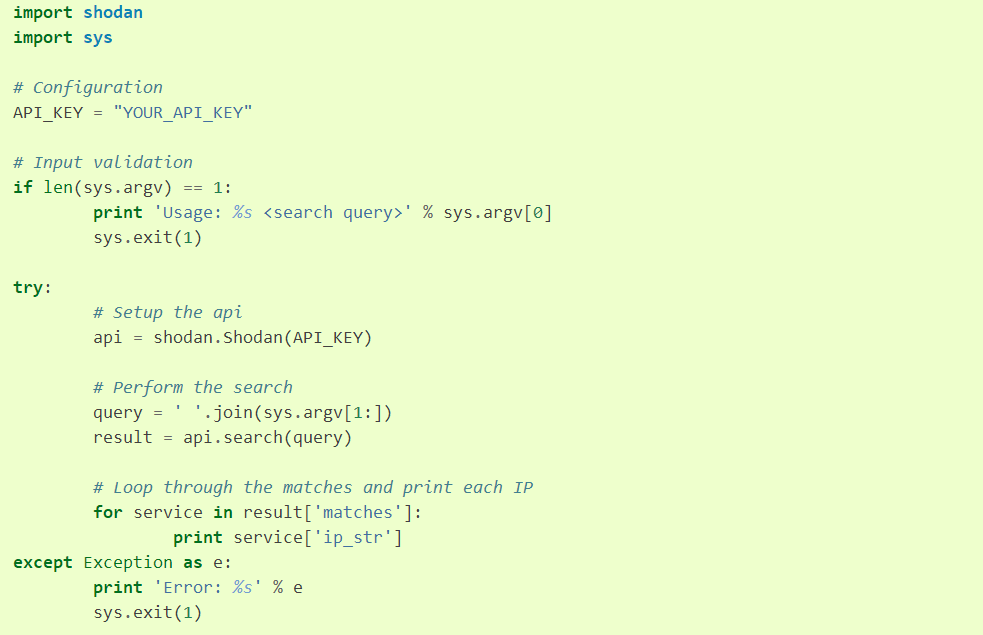 import shodan
import sys
# Configuration
API_KEY = "YOUR_API_KEY"
# Input validation
if len(sys.argv) == 1:
        print 'Usage: %s <search query>' % sys.argv[0]
        sys.exit(1)
try:
        # Setup the api
        api = shodan.Shodan(API_KEY)
        # Perform the search
        query = ' '.join(sys.argv[1:])
        result = api.search(query)
        # Loop through the matches and print each IP
        for service in result['matches']:
                print service['ip_str']
except Exception as e:
        print 'Error: %s' % e
        sys.exit(1)